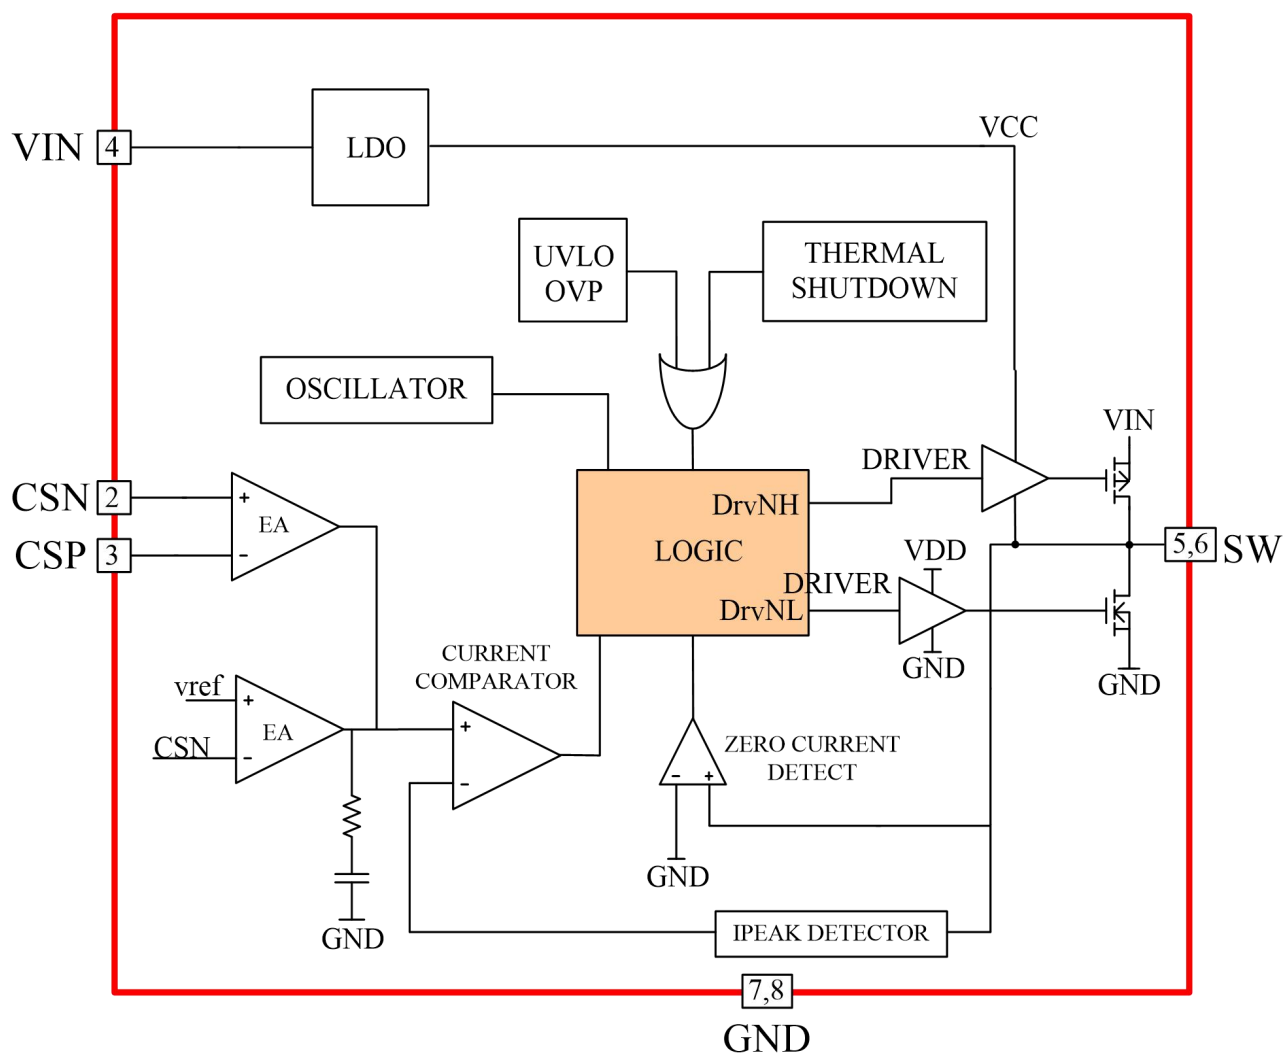 VCC
VIN
4
LDO
UVLO
OVP
THERMAL
SHUTDOWN
OSCILLATOR
VIN
DRIVER
CSN
2
+
EA
-
CSP
3
DrvNH
LOGIC
DrvNL
VDD
DRIVER
GND
5,6
SW
GND
CURRENT
COMPARATOR
vref
+
EA
-
CSN
+
-
ZERO CURRENT
DETECT
-
+
GND
GND
IPEAK DETECTOR
7,8
GND